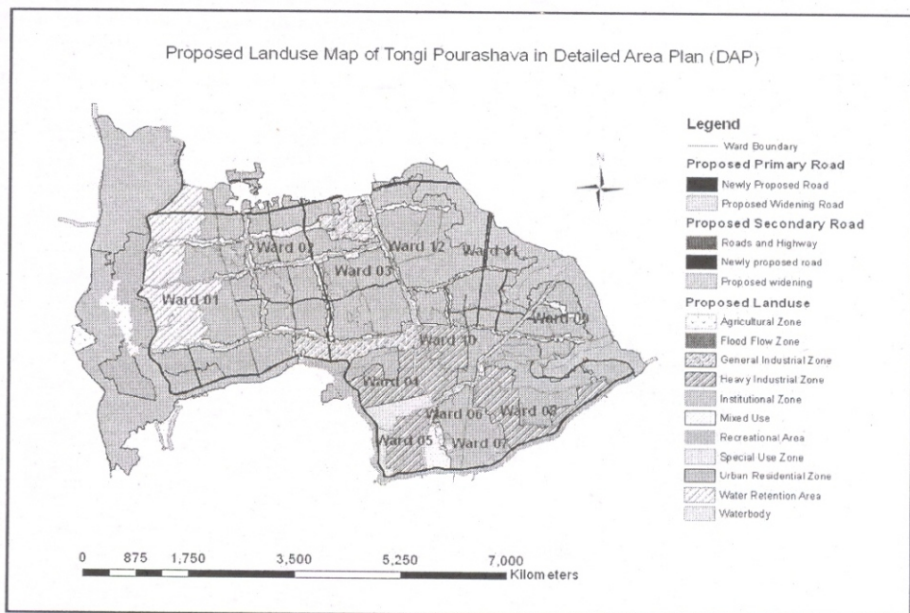 Proposed Landuse Map of Tongi Pourashava in Detailed Area Plan (DAP)
N
Legend
Ward Boundary
Proposed Primary Road
Newly Proposed Road
Proposed Widening Road
Proposed Secondary Road
Roads and Highway
Newly proposed road
Proposed widening
Proposed Landuse
Agricultural Zone
Flood Flow Zone
General Industrial Zone
Heavy Industrial Zone
Institutional Zone
Mixed Use
Recreational Area
Special Use Zone
Urban Residential Zone
Water Retention Area
Waterbody
Ward 02
Ward 12
Ward 11
Ward 03
Ward 01
Ward 09
Ward 10
Ward 04
Ward 06
Ward 08
Ward 05
Ward 07
0 875 1,750 3,500 5,250 7,000
Kilometers